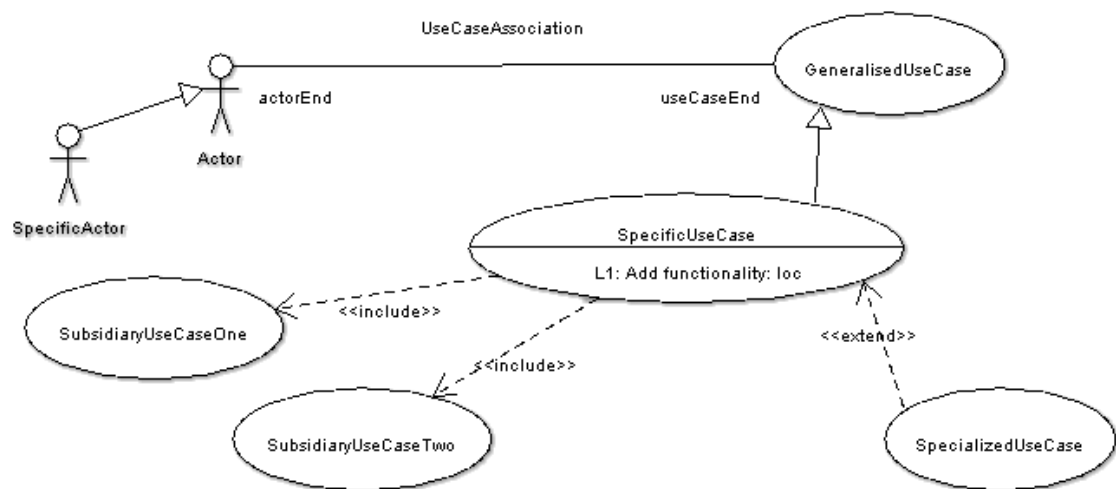 UseCaseAssociation
GeneralisedUseCase
actorEnd
useCaseEnd
Actor
SpecificActor
SpecificUseCase
L1: Add functionality: loc
<<include>>
SubsidiaryUseCaseOne
<<extend>>
<<include>>
SubsidiaryUseCaseTwo
SpecializedUseCase